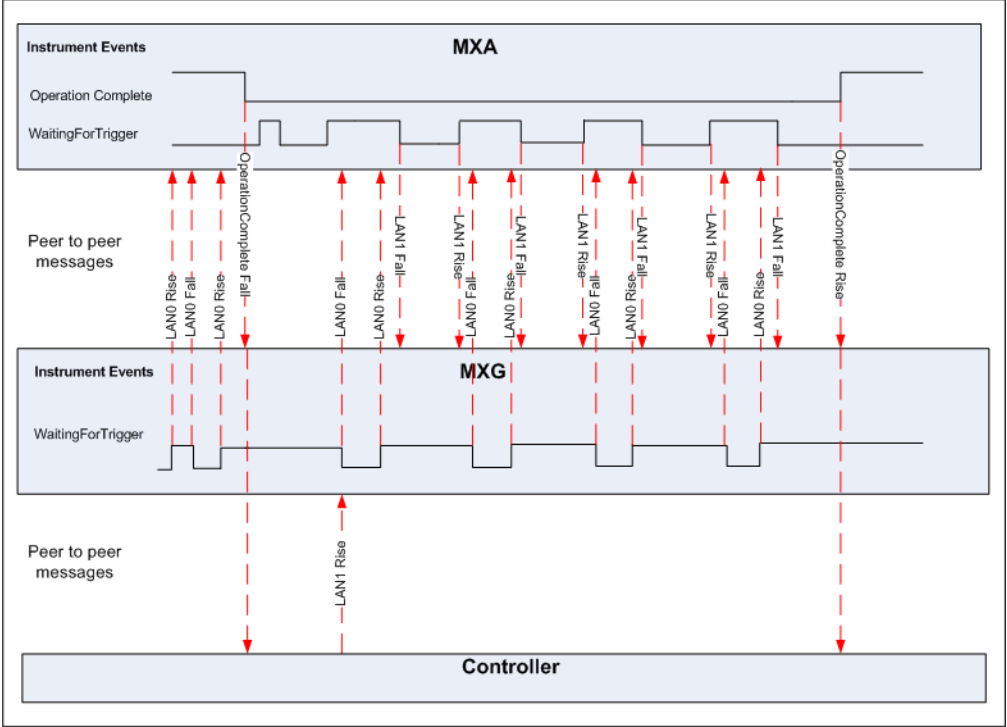 Instrument Events
MXA
Operation Complete
WaitingForTrigger
Peer to peer
messages
LAN0 Rise
LAN0 Fall
LAN0 Rise
OperationComplete Fall
LAN0 Fall
LAN0 Rise
LAN1 Fall
LAN1 Rise
LAN0 Fall
LAN0 Rise
LAN1 Fall
LAN1 Rise
LAN0 Fall
LAN0 Rise
LAN1 Fall
LAN1 Rise
LAN0 Fall
LAN0 Rise
LAN1 Fall
OperationComplete Rise
Instrument Events
MXG
WaitingForTrigger
Peer to peer
messages
LAN1 Rise
Controller